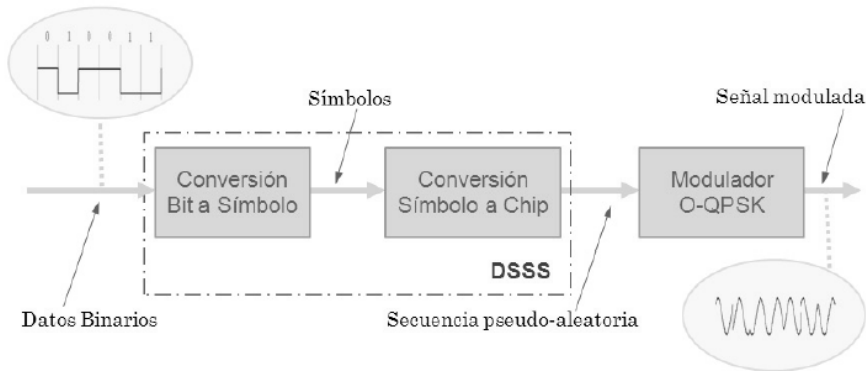 0 1 0 0 1 1
Símbolos
Señal modulada
Conversión
Bit a Símbolo
Conversión
Símbolo a Chip
Modulador
O-QPSK
DSSS
Datos Binarios
Secuencia pseudo-aleatoria